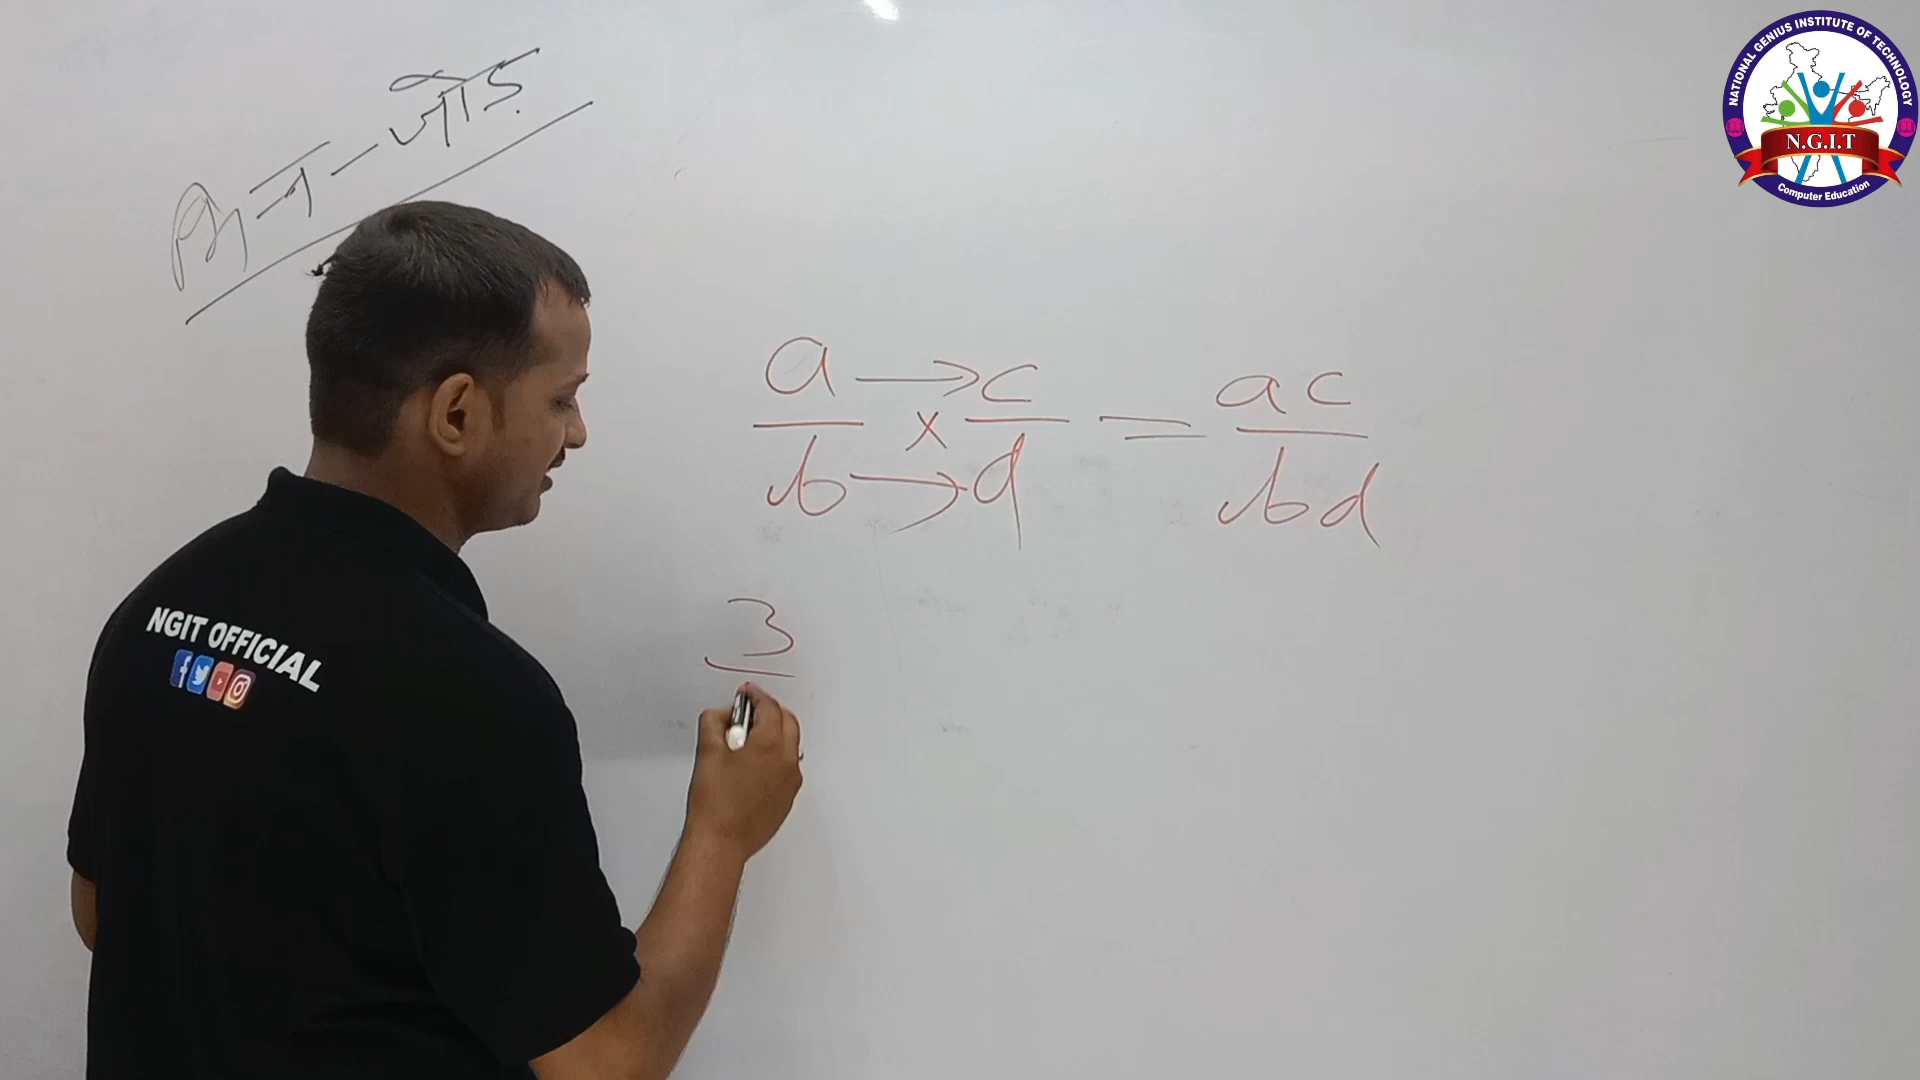 भिन्न-जोड़
NATIONAL GENIUS INSTITUTE OF TECHNOLOGY
N.G.I.T
Computer Education
a → c
— × — = ac
b → d bd
3
—
NGIT OFFICIAL